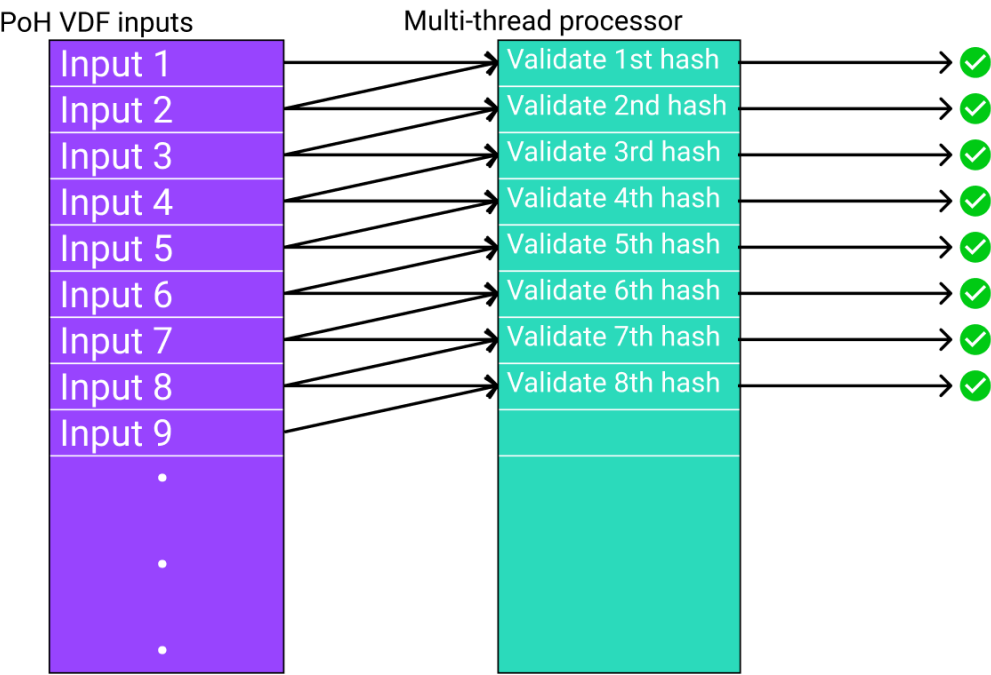 PoH VDF inputs
Multi-thread processor
Input 1
Validate 1st hash
Input 2
Validate 2nd hash
Input 3
Validate 3rd hash
Input 4
Validate 4th hash
Input 5
Validate 5th hash
Input 6
Validate 6th hash
Input 7
Validate 7th hash
Input 8
Validate 8th hash
Input 9